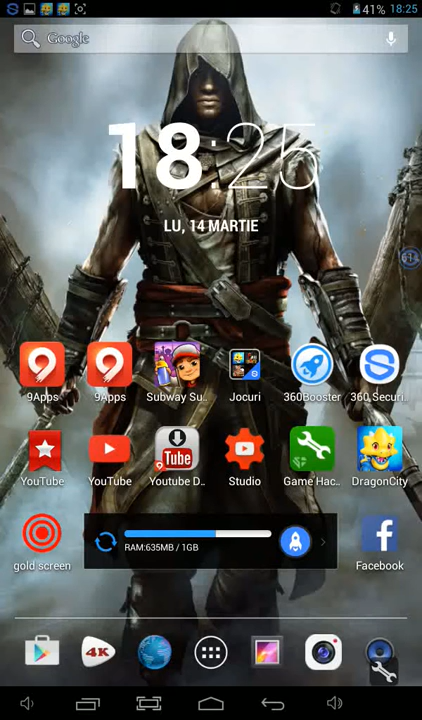 41% 18:25
Google
18:25
LU, 14 MARTIE
9Apps 9Apps Subway Su.. Jocuri 360Booster 360 Securi..
Tube
YouTube YouTube Youtube D.. Studio Game Hac.. DragonCity
RAM:635MB / 1GB
gold screen Facebook
4K